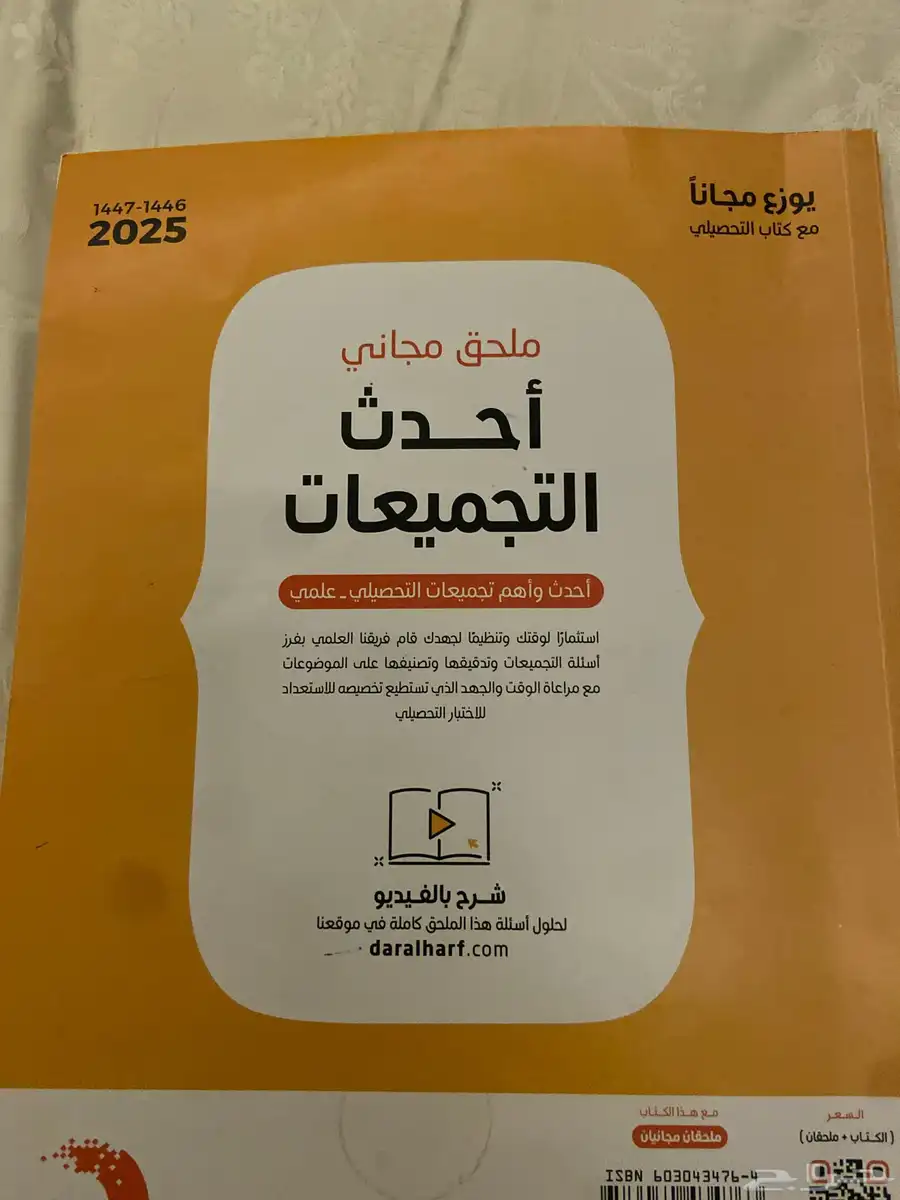 يوزع مجاناً
مع كتاب التحصيلي
1447-1446
2025
ملحق مجاني
أحدث
التجميعات
أحدث وأهم تجميعات التحصيلي - علمي
استثمارًا لوقتك وتنظيمًا لجهدك قام فريقنا العلمي بفرز
أسئلة التجميعات وتدقيقها وتصنيفها على الموضوعات
مع مراعاة الوقت والجهد الذي تستطيع تخصيصه للاستعداد
للاختبار التحصيلي
شرح بالفيديو
لحلول أسئلة هذا الملحق كاملة في موقعنا
daralharf.com
السعر
(الكتاب + ملحقان)
مع هذا الكتاب
ملحقان مجانيان
ISBN 603043476-4